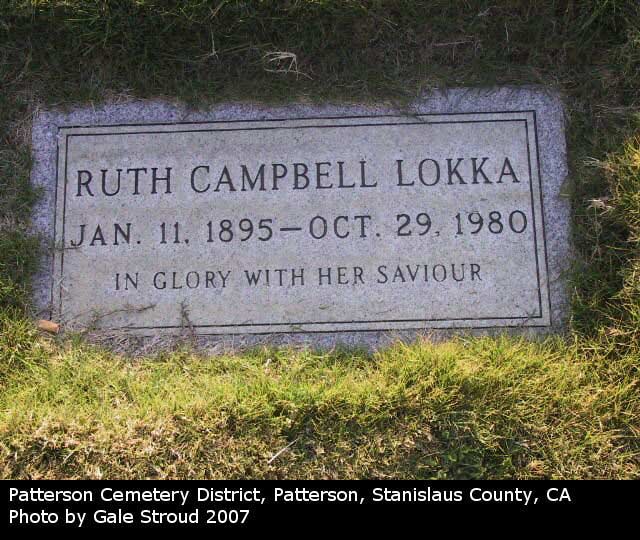 RUTH CAMPBELL LOKKA
JAN. 11, 1895—OCT. 29, 1980
IN GLORY WITH HER SAVIOUR
Patterson Cemetery District, Patterson, Stanislaus County, CA
Photo by Gale Stroud 2007